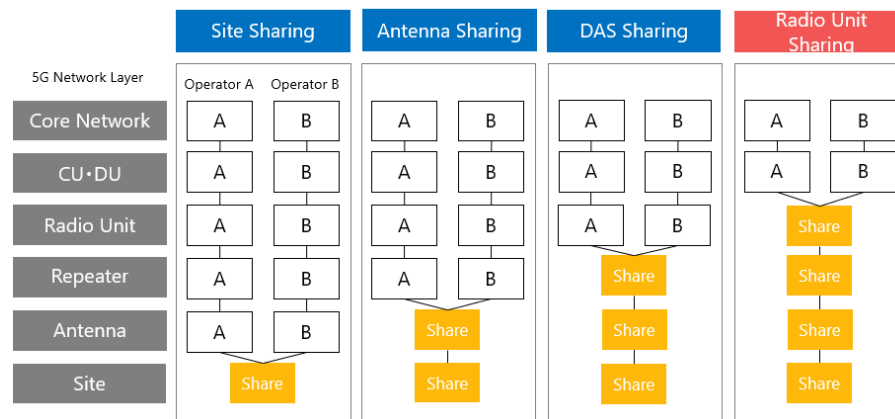 Site Sharing
Antenna Sharing
DAS Sharing
Radio Unit
Sharing
5G Network Layer
Operator A
Operator B
Core Network
A
B
A
B
A
B
A
B
CU・DU
A
B
A
B
A
B
A
B
Radio Unit
A
B
A
B
A
B
Share
Repeater
A
B
A
B
Share
Share
Antenna
A
B
Share
Share
Share
Site
Share
Share
Share
Share